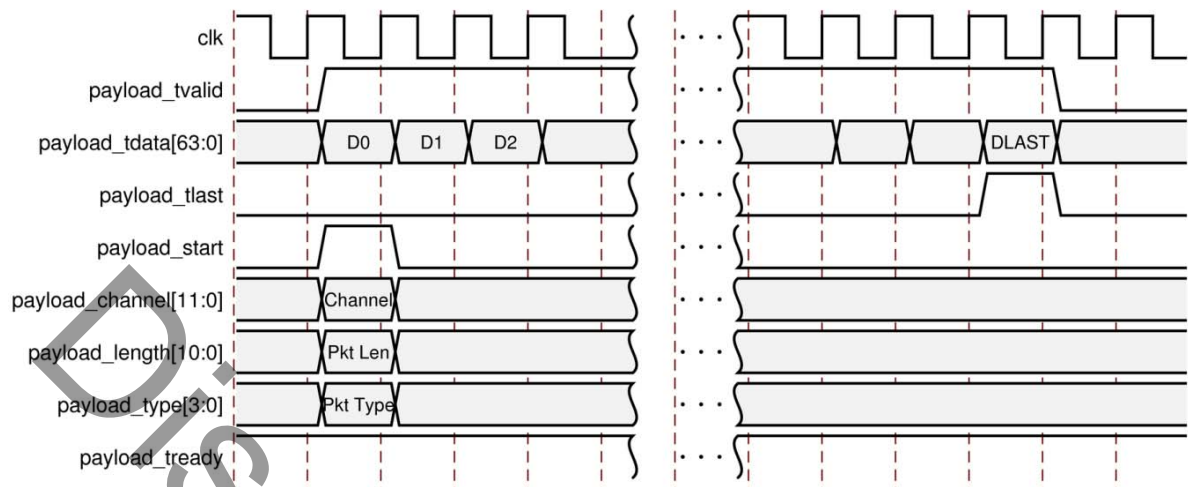 clk
· · ·
payload_tvalid
· · ·
payload_tdata[63:0] D0 D1 D2 · · · DLAST
payload_tlast
· · ·
payload_start
· · ·
payload_channel[11:0] Channel · · ·
payload_length[10:0] Pkt Len · · ·
payload_type[3:0] Pkt Type · · ·
payload_tready
· · ·